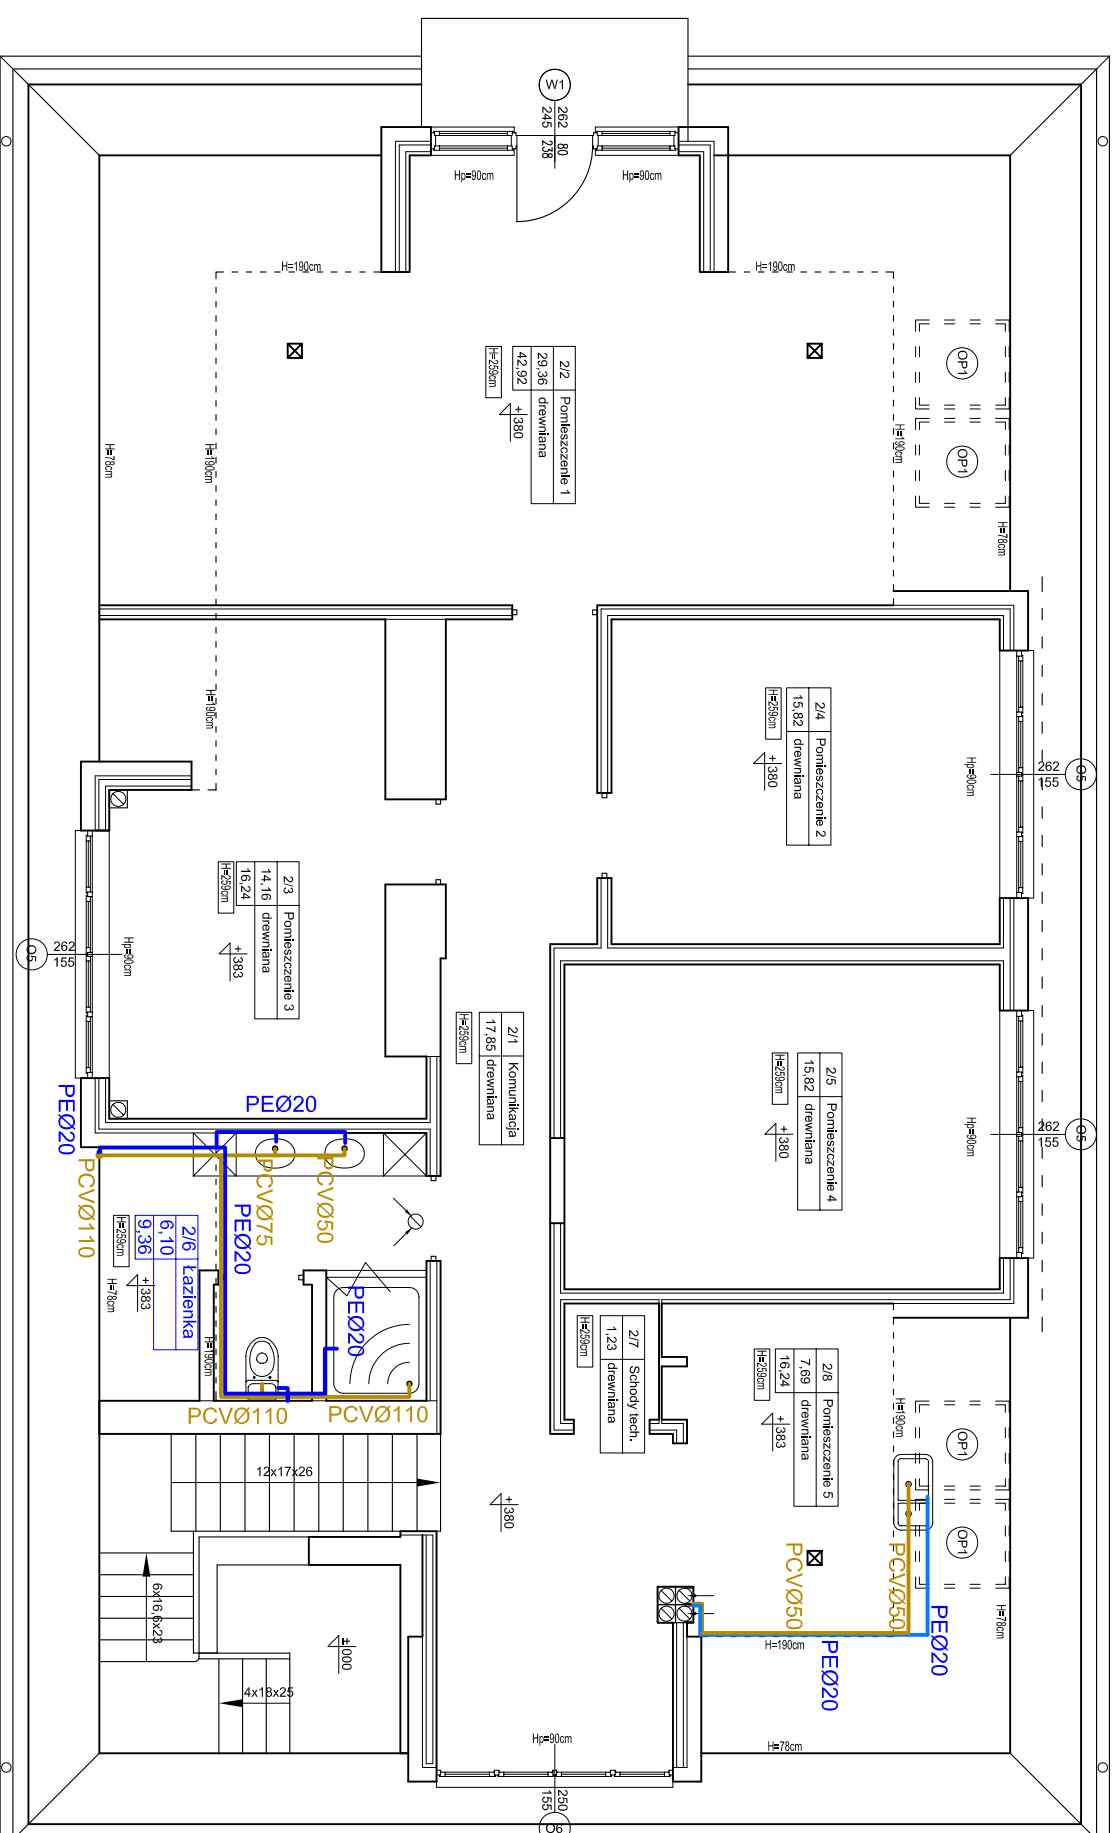 W1
262
245
80
238
Hp=90cm
Hp=90cm
H=190cm
H=190cm
OP1
OP1
2/2 Pomieszczenie 1
29,36 drewniana
42,92
H=259cm
+380
H=78cm
H=190cm
H=190cm
H=78cm
H=190cm
2/4 Pomieszczenie 2
15,82 drewniana
H=259cm
+380
Hp=90cm
262
155
O5
2/3 Pomieszczenie 3
14,16 drewniana
16,24
H=259cm
+383
Hp=90cm
262
155
O5
2/1 Komunikacja
17,85 drewniana
H=259cm
2/5 Pomieszczenie 4
15,82 drewniana
H=259cm
+380
Hp=90cm
262
155
O5
PEØ20
PEØ20
PCVØ110
PCVØ75
PCVØ50
PEØ20
PEØ20
2/6 Łazienka
6,10
9,36
H=259cm
+383
H=78cm
H=190cm
PCVØ110
PCVØ110
2/7 Schody tech.
1,23 drewniana
H=259cm
2/8 Pomieszczenie 5
7,69 drewniana
16,24
H=259cm
+383
H=190cm
OP1
OP1
12x17x26
+380
PCVØ50
PCVØ50
PEØ20
PEØ20
H=78cm
H=190cm
6x16,6x23
±000
4x18x25
Hp=90cm
H=78cm
250
155
O6